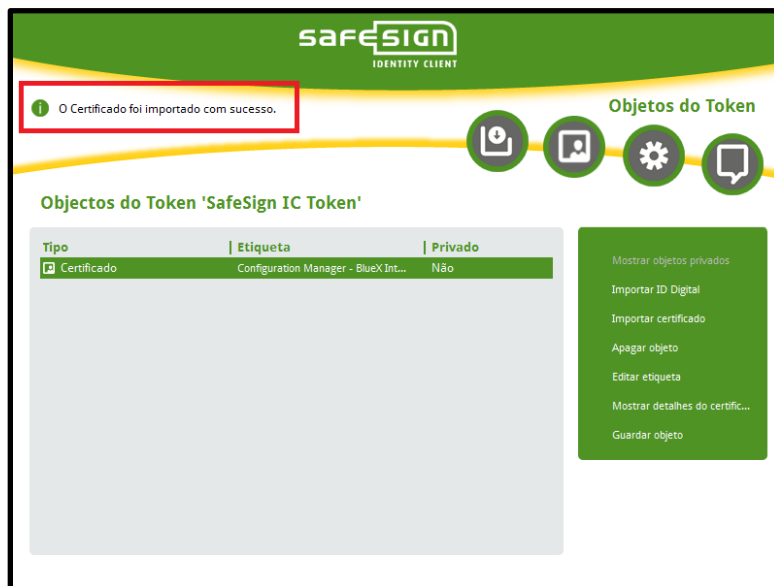 safesign
IDENTITY CLIENT
O Certificado foi importado com sucesso.
Objetos do Token
Objectos do Token 'SafeSign IC Token'
Tipo Etiqueta Privado
Certificado Configuration Manager - BlueX Int... Não
Mostrar objetos privados
Importar ID Digital
Importar certificado
Apagar objeto
Editar etiqueta
Mostrar detalhes do certific...
Guardar objeto